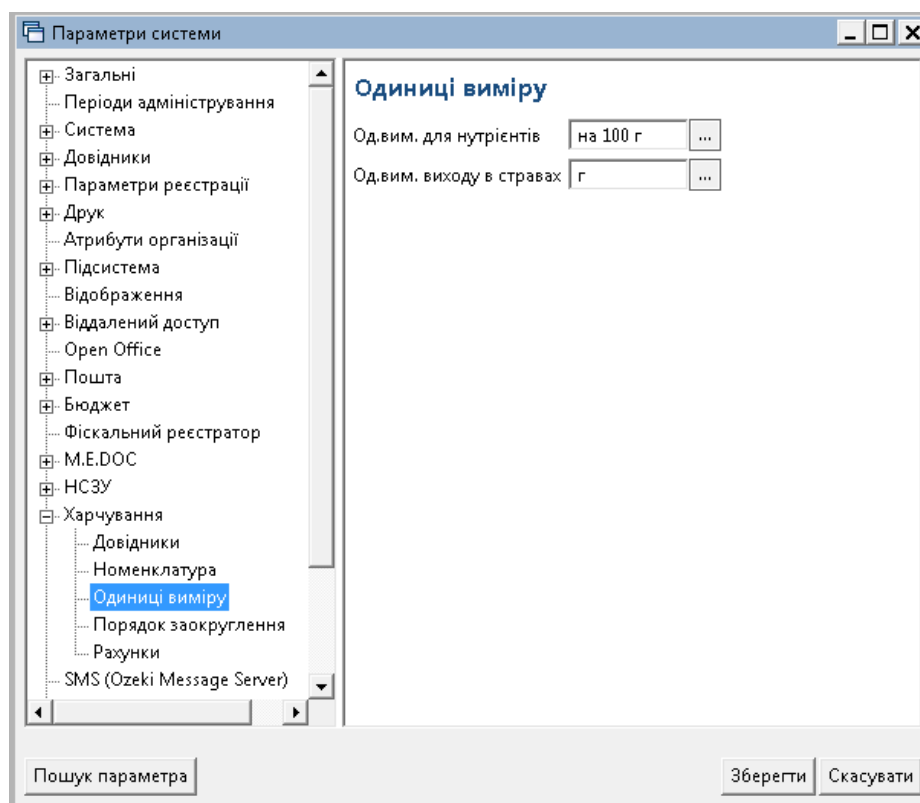 Параметри системи
Загальні
Періоди адміністрування
Система
Довідники
Параметри реєстрації
Друк
Атрибути організації
Підсистема
Відображення
Віддалений доступ
Open Office
Пошта
Бюджет
Фіскальний реєстратор
M.E.DOC
НСЗУ
Харчування
Довідники
Номенклатура
Одиниці виміру
Порядок заокруглення
Рахунки
SMS (Ozeki Message Server)
Одиниці виміру
Од.вим. для нутрієнтів на 100 г ...
Од.вим. виходу в стравах г ...
Пошук параметра
Зберегти Скасувати